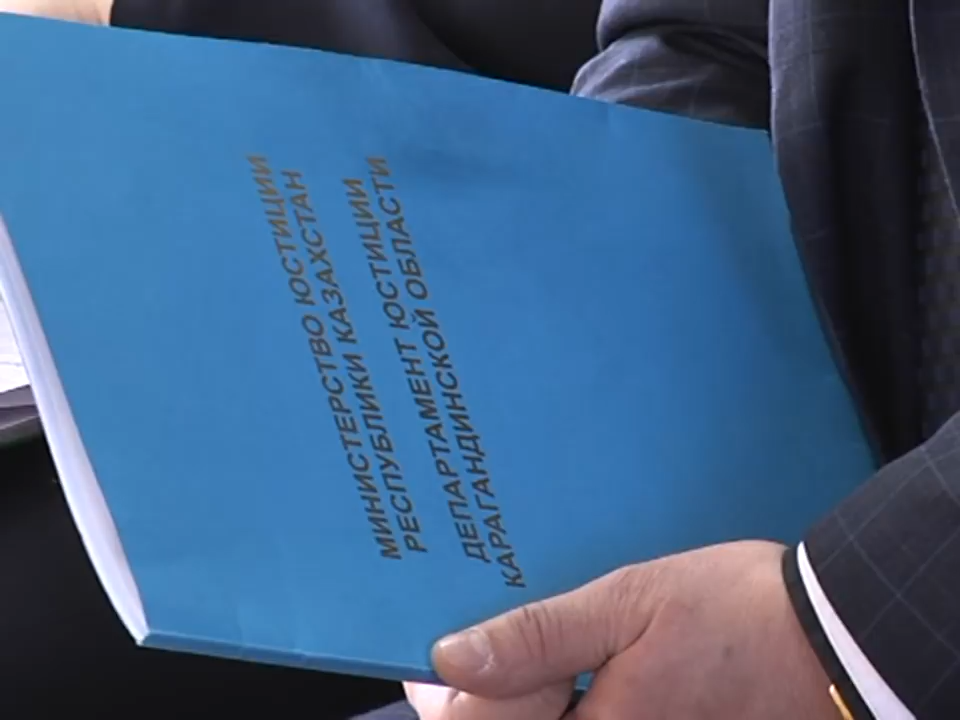 МИНИСТЕРСТВО ЮСТИЦИИ
РЕСПУБЛИКИ КАЗАХСТАН
ДЕПАРТАМЕНТ ЮСТИЦИИ
КАРАГАНДИНСКОЙ ОБЛАСТИ